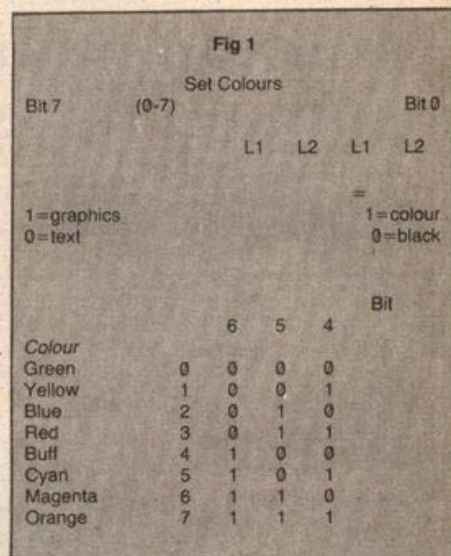 Fig 1
Set Colours
Bit 7 (0-7) Bit 0
L1 L2 L1 L2
=
1=graphics 1=colour
0=text 0=black
Bit
6 5 4
Colour
Green 0 0 0 0
Yellow 1 0 0 1
Blue 2 0 1 0
Red 3 0 1 1
Buff 4 1 0 0
Cyan 5 1 0 1
Magenta 6 1 1 0
Orange 7 1 1 1